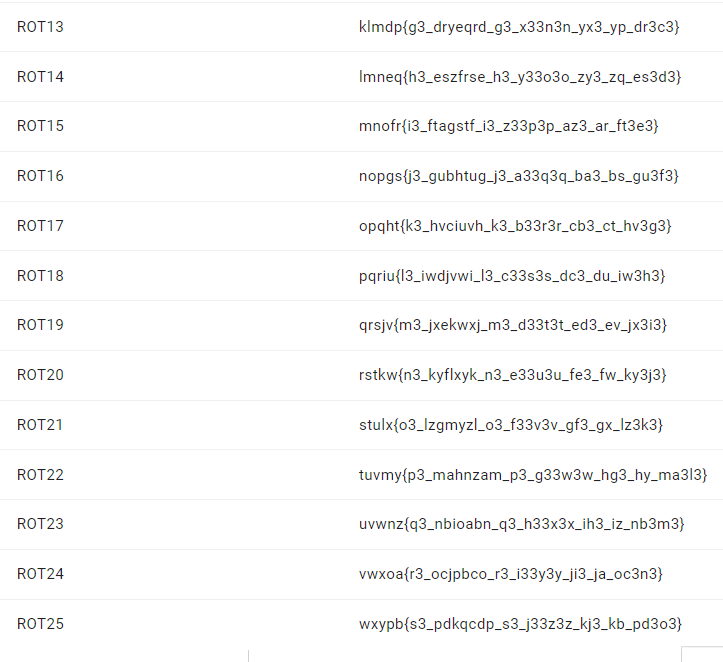 ROT13 klmdp{g3_dryeqrd_g3_x33n3n_yx3_yp_dr3c3}
ROT14 lmneq{h3_eszfrse_h3_y33o3o_zy3_zq_es3d3}
ROT15 mnofr{i3_ftagstf_i3_z33p3p_az3_ar_ft3e3}
ROT16 nopgs{j3_gubhtug_j3_a33q3q_ba3_bs_gu3f3}
ROT17 opqht{k3_hvciuvh_k3_b33r3r_cb3_ct_hv3g3}
ROT18 pqriu{l3_iwdjvwi_l3_c33s3s_dc3_du_iw3h3}
ROT19 qrsjv{m3_jxekwxj_m3_d33t3t_ed3_ev_jx3i3}
ROT20 rstkw{n3_kyflxyk_n3_e33u3u_fe3_fw_ky3j3}
ROT21 stulx{o3_lzgmyzl_o3_f33v3v_gf3_gx_lz3k3}
ROT22 tuvmy{p3_mahnzam_p3_g33w3w_hg3_hy_ma3l3}
ROT23 uvwnz{q3_nbioabn_q3_h33x3x_ih3_iz_nb3m3}
ROT24 vwxoa{r3_ocjpbco_r3_i33y3y_ji3_ja_oc3n3}
ROT25 wxypb{s3_pdkqcdp_s3_j33z3z_kj3_kb_pd3o3}